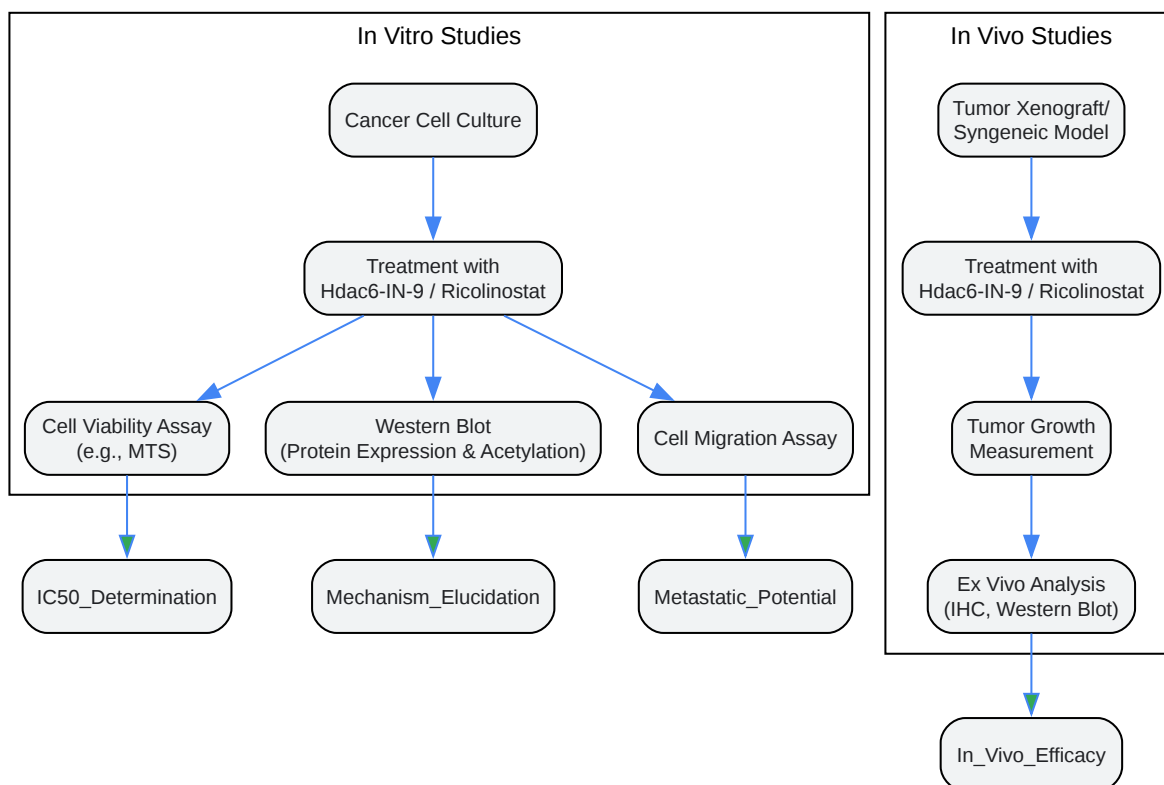 In Vitro Studies
Cancer Cell Culture
Treatment with
Hdac6-IN-9 / Ricolinostat
Cell Viability Assay
(e.g., MTS)
Western Blot
(Protein Expression & Acetylation)
Cell Migration Assay
IC50_Determination
Mechanism_Elucidation
Metastatic_Potential
In Vivo Studies
Tumor Xenograft/
Syngeneic Model
Treatment with
Hdac6-IN-9 / Ricolinostat
Tumor Growth
Measurement
Ex Vivo Analysis
(IHC, Western Blot)
In_Vivo_Efficacy